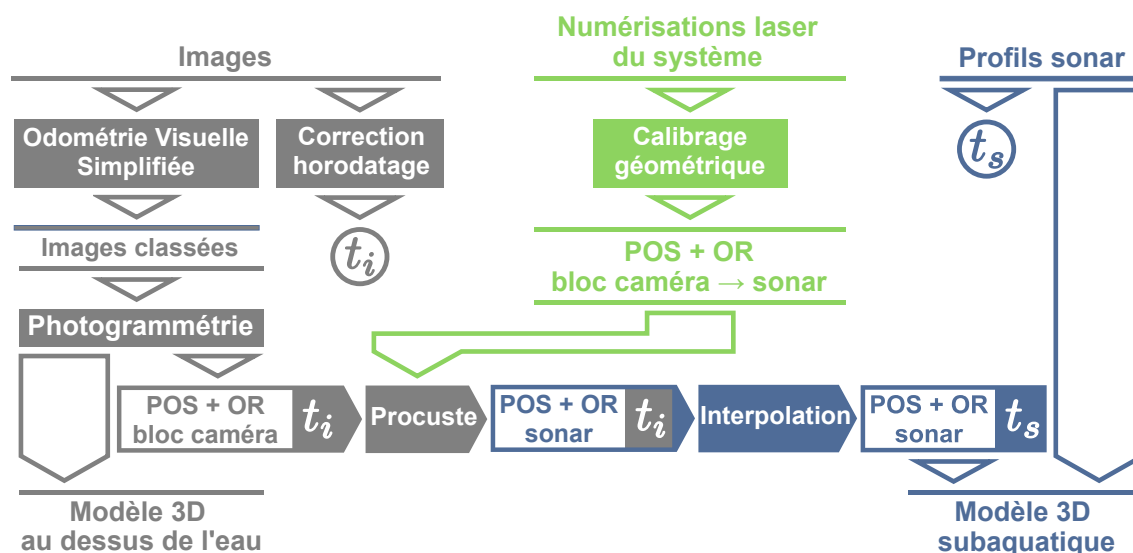 Images
Numérisations laser
du système
Profils sonar
Odométrie Visuelle
Simplifiée
Correction
horodatage
Calibrage
géométrique
t_s
Images classées
t_i
POS + OR
bloc caméra → sonar
Photogrammétrie
POS + OR
bloc caméra
t_i
Procuste
POS + OR
sonar
t_i
Interpolation
POS + OR
sonar
t_s
Modèle 3D
au dessus de l'eau
Modèle 3D
subaquatique